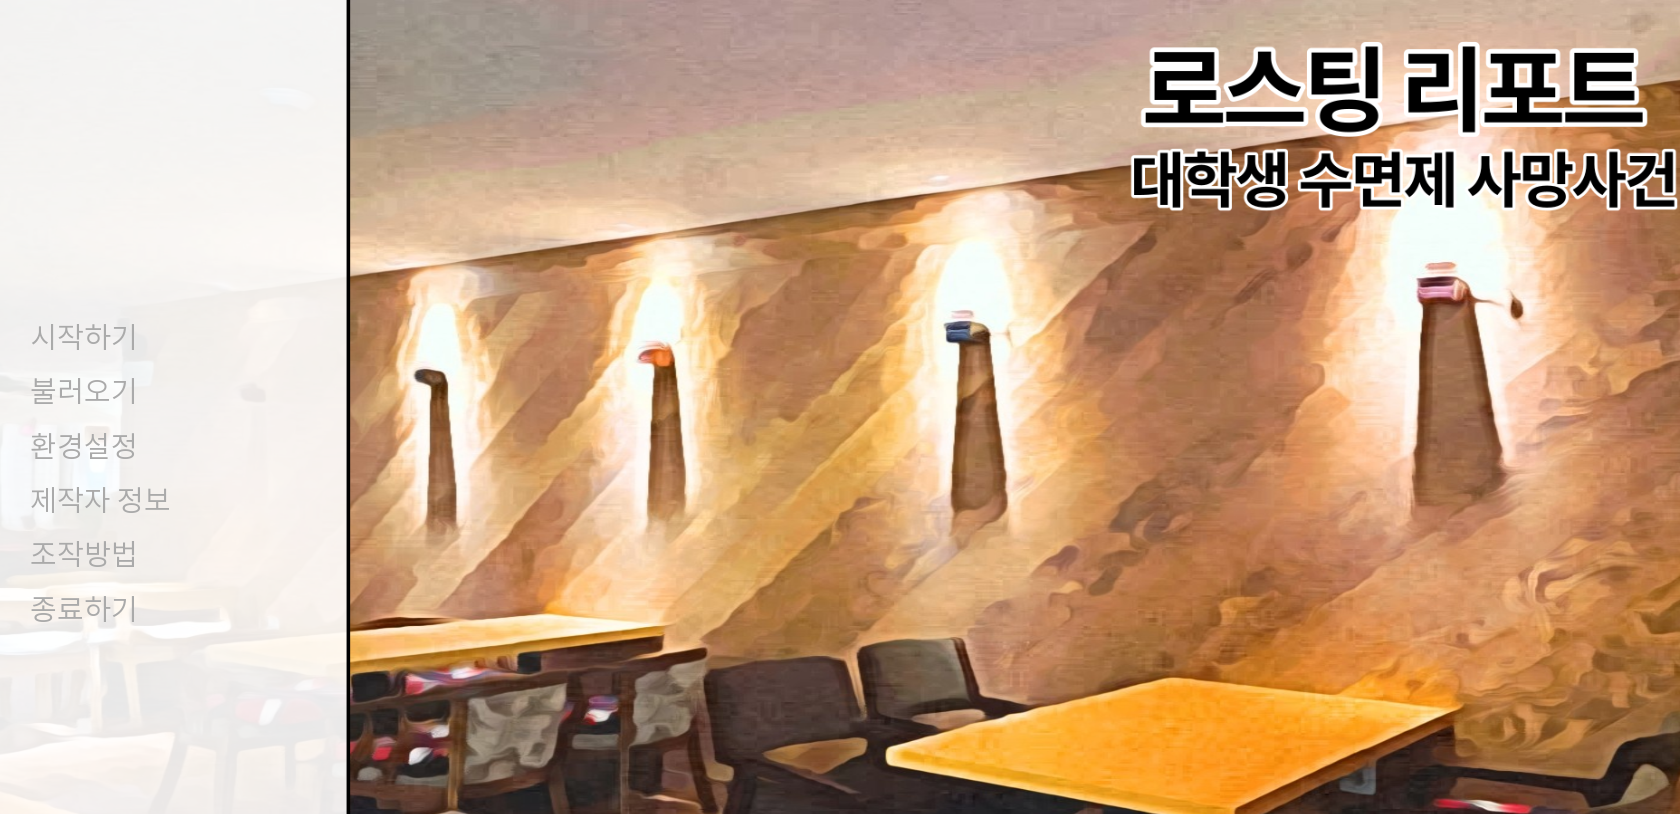 로스팅 리포트
대학생 수면제 사망사건
시작하기
불러오기
환경설정
제작자 정보
조작방법
종료하기